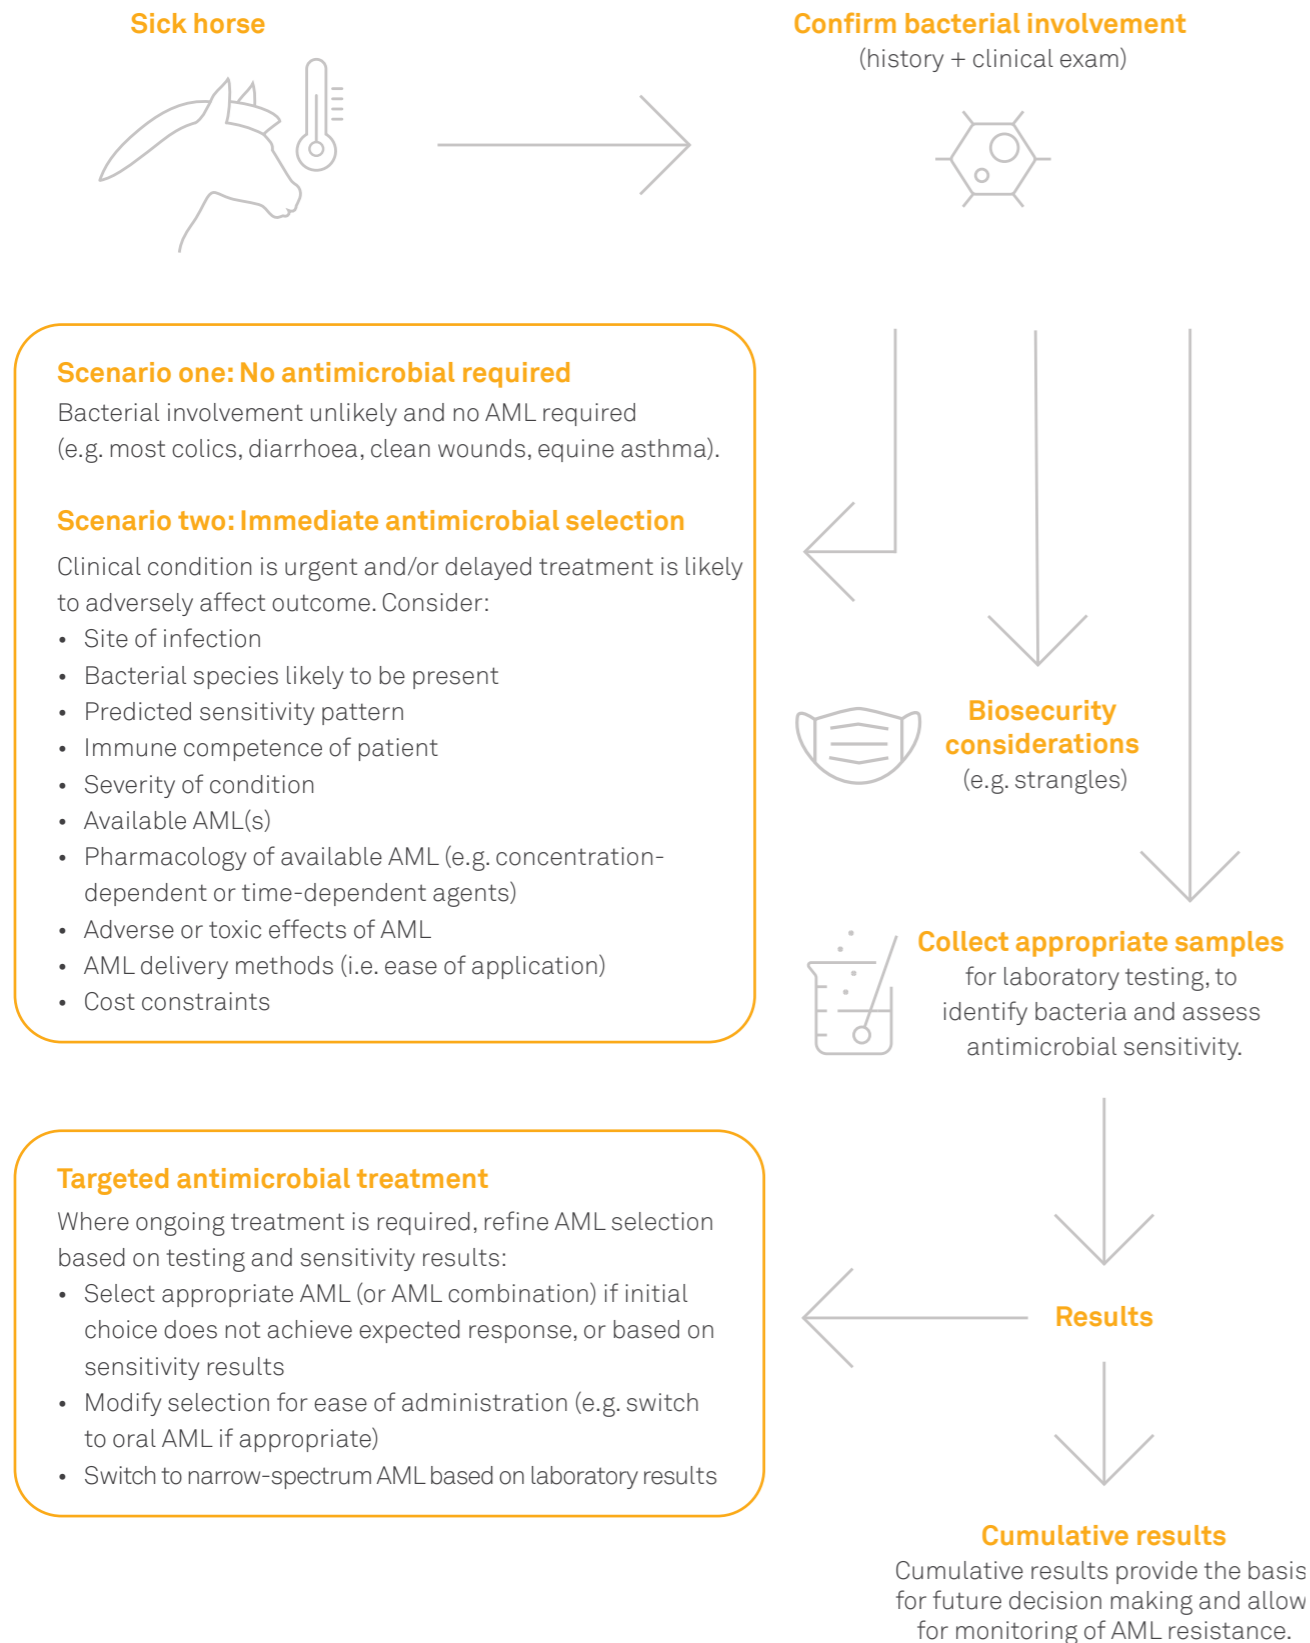 Sick horse
Confirm bacterial involvement
(history + clinical exam)
Scenario one: No antimicrobial required
Bacterial involvement unlikely and no AML required
(e.g. most colics, diarrhoea, clean wounds, equine asthma).
Scenario two: Immediate antimicrobial selection
Clinical condition is urgent and/or delayed treatment is likely
to adversely affect outcome. Consider:
• Site of infection
• Bacterial species likely to be present
• Predicted sensitivity pattern
• Immune competence of patient
• Severity of condition
• Available AML(s)
• Pharmacology of available AML (e.g. concentration-
dependent or time-dependent agents)
• Adverse or toxic effects of AML
• AML delivery methods (i.e. ease of application)
• Cost constraints
Biosecurity
considerations
(e.g. strangles)
Collect appropriate samples
for laboratory testing, to
identify bacteria and assess
antimicrobial sensitivity.
Targeted antimicrobial treatment
Where ongoing treatment is required, refine AML selection
based on testing and sensitivity results:
• Select appropriate AML (or AML combination) if initial
choice does not achieve expected response, or based on
sensitivity results
• Modify selection for ease of administration (e.g. switch
to oral AML if appropriate)
• Switch to narrow-spectrum AML based on laboratory results
Results
Cumulative results
Cumulative results provide the basis
for future decision making and allow
for monitoring of AML resistance.